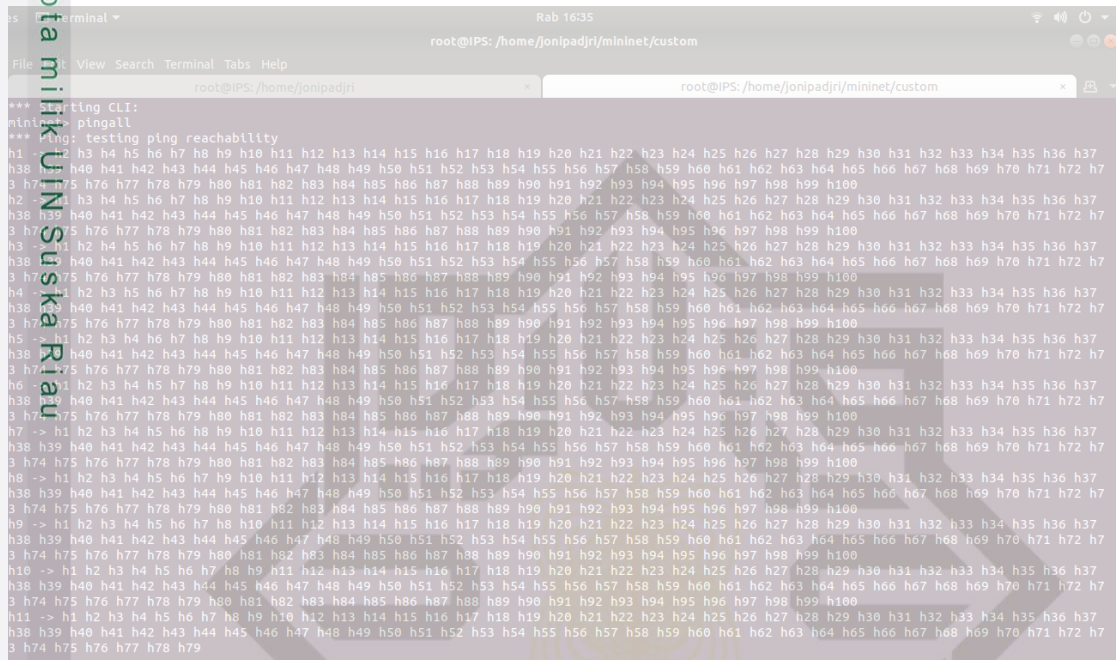 Terminal
Rab 16:35
root@IPS: /home/jonipadjri/mininet/custom
File Edit View Search Terminal Tabs Help
root@IPS: /home/jonipadjri × root@IPS: /home/jonipadjri/mininet/custom ×
*** Starting CLI:
mininet> pingall
*** Ping: testing ping reachability
h1 -> h2 h3 h4 h5 h6 h7 h8 h9 h10 h11 h12 h13 h14 h15 h16 h17 h18 h19 h20 h21 h22 h23 h24 h25 h26 h27 h28 h29 h30 h31 h32 h33 h34 h35 h36 h37
h38 h39 h40 h41 h42 h43 h44 h45 h46 h47 h48 h49 h50 h51 h52 h53 h54 h55 h56 h57 h58 h59 h60 h61 h62 h63 h64 h65 h66 h67 h68 h69 h70 h71 h72 h7
3 h74 h75 h76 h77 h78 h79 h80 h81 h82 h83 h84 h85 h86 h87 h88 h89 h90 h91 h92 h93 h94 h95 h96 h97 h98 h99 h100
h2 -> h1 h3 h4 h5 h6 h7 h8 h9 h10 h11 h12 h13 h14 h15 h16 h17 h18 h19 h20 h21 h22 h23 h24 h25 h26 h27 h28 h29 h30 h31 h32 h33 h34 h35 h36 h37
h38 h39 h40 h41 h42 h43 h44 h45 h46 h47 h48 h49 h50 h51 h52 h53 h54 h55 h56 h57 h58 h59 h60 h61 h62 h63 h64 h65 h66 h67 h68 h69 h70 h71 h72 h7
3 h74 h75 h76 h77 h78 h79 h80 h81 h82 h83 h84 h85 h86 h87 h88 h89 h90 h91 h92 h93 h94 h95 h96 h97 h98 h99 h100
h3 -> h1 h2 h4 h5 h6 h7 h8 h9 h10 h11 h12 h13 h14 h15 h16 h17 h18 h19 h20 h21 h22 h23 h24 h25 h26 h27 h28 h29 h30 h31 h32 h33 h34 h35 h36 h37
h38 h39 h40 h41 h42 h43 h44 h45 h46 h47 h48 h49 h50 h51 h52 h53 h54 h55 h56 h57 h58 h59 h60 h61 h62 h63 h64 h65 h66 h67 h68 h69 h70 h71 h72 h7
3 h74 h75 h76 h77 h78 h79 h80 h81 h82 h83 h84 h85 h86 h87 h88 h89 h90 h91 h92 h93 h94 h95 h96 h97 h98 h99 h100
h4 -> h1 h2 h3 h5 h6 h7 h8 h9 h10 h11 h12 h13 h14 h15 h16 h17 h18 h19 h20 h21 h22 h23 h24 h25 h26 h27 h28 h29 h30 h31 h32 h33 h34 h35 h36 h37
h38 h39 h40 h41 h42 h43 h44 h45 h46 h47 h48 h49 h50 h51 h52 h53 h54 h55 h56 h57 h58 h59 h60 h61 h62 h63 h64 h65 h66 h67 h68 h69 h70 h71 h72 h7
3 h74 h75 h76 h77 h78 h79 h80 h81 h82 h83 h84 h85 h86 h87 h88 h89 h90 h91 h92 h93 h94 h95 h96 h97 h98 h99 h100
h5 -> h1 h2 h3 h4 h6 h7 h8 h9 h10 h11 h12 h13 h14 h15 h16 h17 h18 h19 h20 h21 h22 h23 h24 h25 h26 h27 h28 h29 h30 h31 h32 h33 h34 h35 h36 h37
h38 h39 h40 h41 h42 h43 h44 h45 h46 h47 h48 h49 h50 h51 h52 h53 h54 h55 h56 h57 h58 h59 h60 h61 h62 h63 h64 h65 h66 h67 h68 h69 h70 h71 h72 h7
3 h74 h75 h76 h77 h78 h79 h80 h81 h82 h83 h84 h85 h86 h87 h88 h89 h90 h91 h92 h93 h94 h95 h96 h97 h98 h99 h100
h6 -> h1 h2 h3 h4 h5 h7 h8 h9 h10 h11 h12 h13 h14 h15 h16 h17 h18 h19 h20 h21 h22 h23 h24 h25 h26 h27 h28 h29 h30 h31 h32 h33 h34 h35 h36 h37
h38 h39 h40 h41 h42 h43 h44 h45 h46 h47 h48 h49 h50 h51 h52 h53 h54 h55 h56 h57 h58 h59 h60 h61 h62 h63 h64 h65 h66 h67 h68 h69 h70 h71 h72 h7
3 h74 h75 h76 h77 h78 h79 h80 h81 h82 h83 h84 h85 h86 h87 h88 h89 h90 h91 h92 h93 h94 h95 h96 h97 h98 h99 h100
h7 -> h1 h2 h3 h4 h5 h6 h8 h9 h10 h11 h12 h13 h14 h15 h16 h17 h18 h19 h20 h21 h22 h23 h24 h25 h26 h27 h28 h29 h30 h31 h32 h33 h34 h35 h36 h37
h38 h39 h40 h41 h42 h43 h44 h45 h46 h47 h48 h49 h50 h51 h52 h53 h54 h55 h56 h57 h58 h59 h60 h61 h62 h63 h64 h65 h66 h67 h68 h69 h70 h71 h72 h7
3 h74 h75 h76 h77 h78 h79 h80 h81 h82 h83 h84 h85 h86 h87 h88 h89 h90 h91 h92 h93 h94 h95 h96 h97 h98 h99 h100
h8 -> h1 h2 h3 h4 h5 h6 h7 h9 h10 h11 h12 h13 h14 h15 h16 h17 h18 h19 h20 h21 h22 h23 h24 h25 h26 h27 h28 h29 h30 h31 h32 h33 h34 h35 h36 h37
h38 h39 h40 h41 h42 h43 h44 h45 h46 h47 h48 h49 h50 h51 h52 h53 h54 h55 h56 h57 h58 h59 h60 h61 h62 h63 h64 h65 h66 h67 h68 h69 h70 h71 h72 h7
3 h74 h75 h76 h77 h78 h79 h80 h81 h82 h83 h84 h85 h86 h87 h88 h89 h90 h91 h92 h93 h94 h95 h96 h97 h98 h99 h100
h9 -> h1 h2 h3 h4 h5 h6 h7 h8 h10 h11 h12 h13 h14 h15 h16 h17 h18 h19 h20 h21 h22 h23 h24 h25 h26 h27 h28 h29 h30 h31 h32 h33 h34 h35 h36 h37
h38 h39 h40 h41 h42 h43 h44 h45 h46 h47 h48 h49 h50 h51 h52 h53 h54 h55 h56 h57 h58 h59 h60 h61 h62 h63 h64 h65 h66 h67 h68 h69 h70 h71 h72 h7
3 h74 h75 h76 h77 h78 h79 h80 h81 h82 h83 h84 h85 h86 h87 h88 h89 h90 h91 h92 h93 h94 h95 h96 h97 h98 h99 h100
h10 -> h1 h2 h3 h4 h5 h6 h7 h8 h9 h11 h12 h13 h14 h15 h16 h17 h18 h19 h20 h21 h22 h23 h24 h25 h26 h27 h28 h29 h30 h31 h32 h33 h34 h35 h36 h37
h38 h39 h40 h41 h42 h43 h44 h45 h46 h47 h48 h49 h50 h51 h52 h53 h54 h55 h56 h57 h58 h59 h60 h61 h62 h63 h64 h65 h66 h67 h68 h69 h70 h71 h72 h7
3 h74 h75 h76 h77 h78 h79 h80 h81 h82 h83 h84 h85 h86 h87 h88 h89 h90 h91 h92 h93 h94 h95 h96 h97 h98 h99 h100
h11 -> h1 h2 h3 h4 h5 h6 h7 h8 h9 h10 h12 h13 h14 h15 h16 h17 h18 h19 h20 h21 h22 h23 h24 h25 h26 h27 h28 h29 h30 h31 h32 h33 h34 h35 h36 h37
h38 h39 h40 h41 h42 h43 h44 h45 h46 h47 h48 h49 h50 h51 h52 h53 h54 h55 h56 h57 h58 h59 h60 h61 h62 h63 h64 h65 h66 h67 h68 h69 h70 h71 h72 h7
3 h74 h75 h76 h77 h78 h79
milik UIN Suska Riau